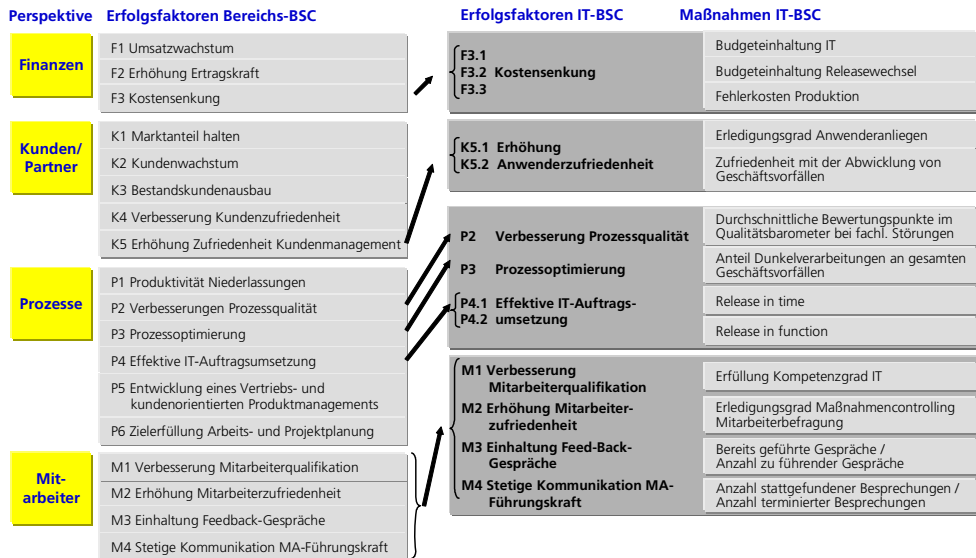 Perspektive Erfolgsfaktoren Bereichs-BSC Erfolgsfaktoren IT-BSC Maßnahmen IT-BSC
Finanzen
F1 Umsatzwachstum
F2 Erhöhung Ertragskraft
F3 Kostensenkung
F3.1
F3.2 Kostensenkung
F3.3
Budgeteinhaltung IT
Budgeteinhaltung Releasewechsel
Fehlerkosten Produktion
Kunden/
Partner
K1 Marktanteil halten
K2 Kundenwachstum
K3 Bestandskundenausbau
K4 Verbesserung Kundenzufriedenheit
K5 Erhöhung Zufriedenheit Kundenmanagement
K5.1 Erhöhung
K5.2 Anwenderzufriedenheit
Erledigungsgrad Anwenderanliegen
Zufriedenheit mit der Abwicklung von
Geschäftsvorfällen
Prozesse
P1 Produktivität Niederlassungen
P2 Verbesserungen Prozessqualität
P3 Prozessoptimierung
P4 Effektive IT-Auftragsumsetzung
P5 Entwicklung eines Vertriebs- und
kundenorientierten Produktmanagements
P6 Zielerfüllung Arbeits- und Projektplanung
P2 Verbesserung Prozessqualität
P3 Prozessoptimierung
P4.1 Effektive IT-Auftrags-
P4.2 umsetzung
Durchschnittliche Bewertungspunkte im
Qualitätsbarometer bei fachl. Störungen
Anteil Dunkelverarbeitungen an gesamten
Geschäftsvorfällen
Release in time
Release in function
Mit-
arbeiter
M1 Verbesserung Mitarbeiterqualifikation
M2 Erhöhung Mitarbeiterzufriedenheit
M3 Einhaltung Feedback-Gespräche
M4 Stetige Kommunikation MA-Führungskraft
M1 Verbesserung
Mitarbeiterqualifikation
M2 Erhöhung Mitarbeiter-
zufriedenheit
M3 Einhaltung Feed-Back-
Gespräche
M4 Stetige Kommunikation MA-
Führungskraft
Erfüllung Kompetenzgrad IT
Erledigungsgrad Maßnahmencontrolling
Mitarbeiterbefragung
Bereits geführte Gespräche /
Anzahl zu führender Gespräche
Anzahl stattgefundener Besprechungen /
Anzahl terminierter Besprechungen